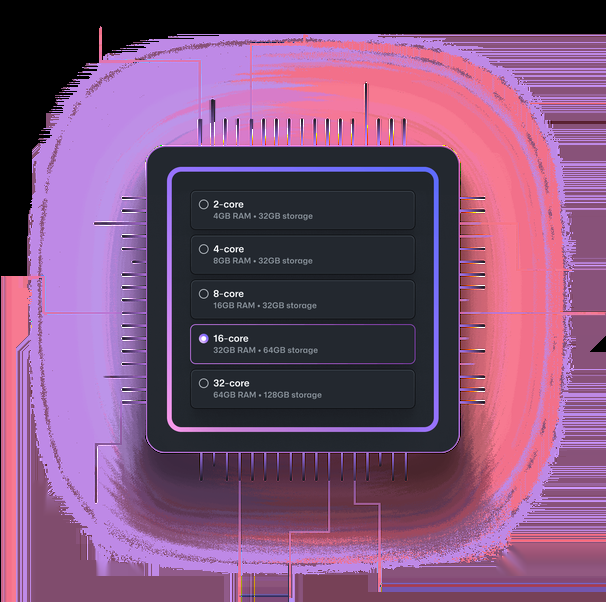 2-core
4GB RAM • 32GB storage
4-core
8GB RAM • 32GB storage
8-core
16GB RAM • 32GB storage
16-core
32GB RAM • 64GB storage
32-core
64GB RAM • 128GB storage